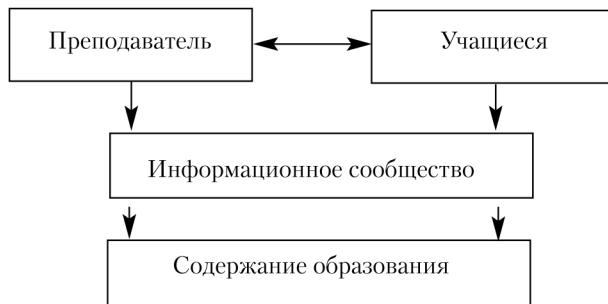 Преподаватель
Учащиеся
Информационное сообщество
Содержание образования